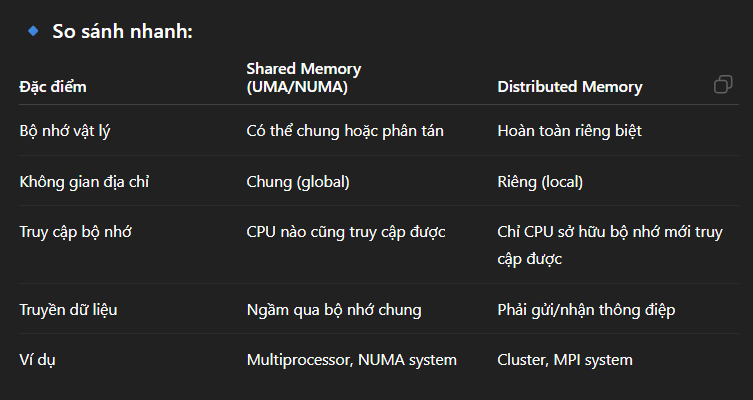 So sánh nhanh:
Đặc điểm
Shared Memory
(UMA/NUMA)
Distributed Memory
Bộ nhớ vật lý
Có thể chung hoặc phân tán
Hoàn toàn riêng biệt
Không gian địa chỉ
Chung (global)
Riêng (local)
Truy cập bộ nhớ
CPU nào cũng truy cập được
Chỉ CPU sở hữu bộ nhớ mới truy
cập được
Truyền dữ liệu
Ngầm qua bộ nhớ chung
Phải gửi/nhận thông điệp
Ví dụ
Multiprocessor, NUMA system
Cluster, MPI system